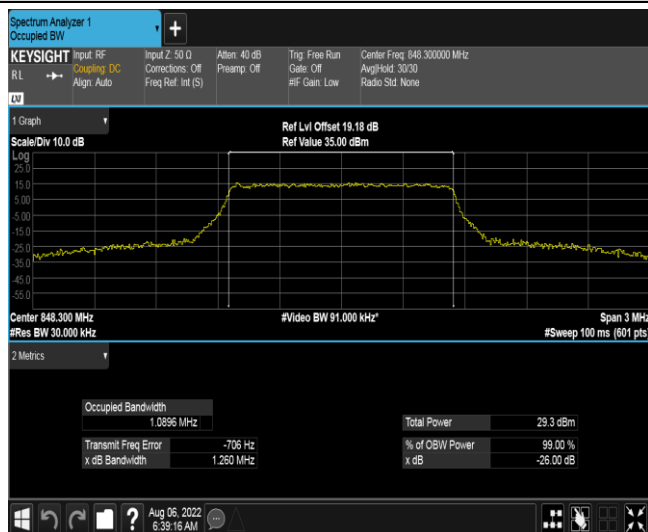 Spectrum Analyzer 1
Occupied BW
+
KEYSIGHT
RL
Input: RF
Coupling: DC
Align: Auto
Input Z: 50 Ω
Corrections: Off
Freq Ref: Int (S)
Atten: 40 dB
Preamp: Off
Trig: Free Run
Gate: Off
#IF Gain: Low
Center Freq: 848.300000 MHz
Avg|Hold: 30/30
Radio Std: None
LXI
1 Graph
Scale/Div 10.0 dB
Ref Lvl Offset 19.18 dB
Ref Value 35.00 dBm
Log
25.0
15.0
5.00
-5.00
-15.0
-25.0
-35.0
-45.0
-55.0
Center 848.300 MHz
#Res BW 30.000 kHz
#Video BW 91.000 kHz*
Span 3 MHz
#Sweep 100 ms (601 pts)
2 Metrics
Occupied Bandwidth
1.0896 MHz
Total Power 29.3 dBm
Transmit Freq Error -706 Hz
% of OBW Power 99.00 %
x dB Bandwidth 1.260 MHz
x dB -26.00 dB
?
Aug 06, 2022
6:39:16 AM